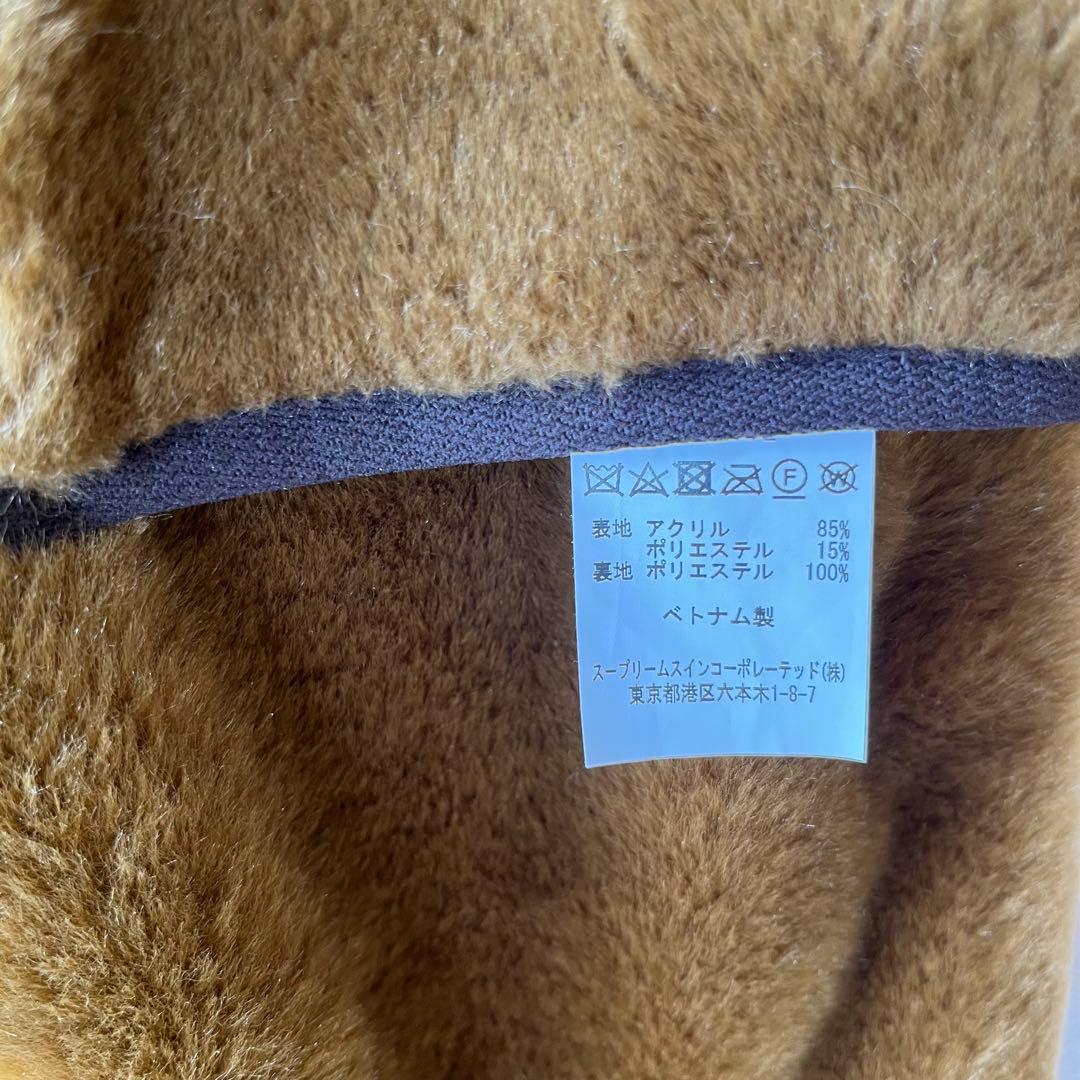 F W
表地 アクリル 85%
ポリエステル 15%
裏地 ポリエステル 100%
ベトナム製
スープリームスインコーポレーテッド(株)
東京都港区六本木1-8-7